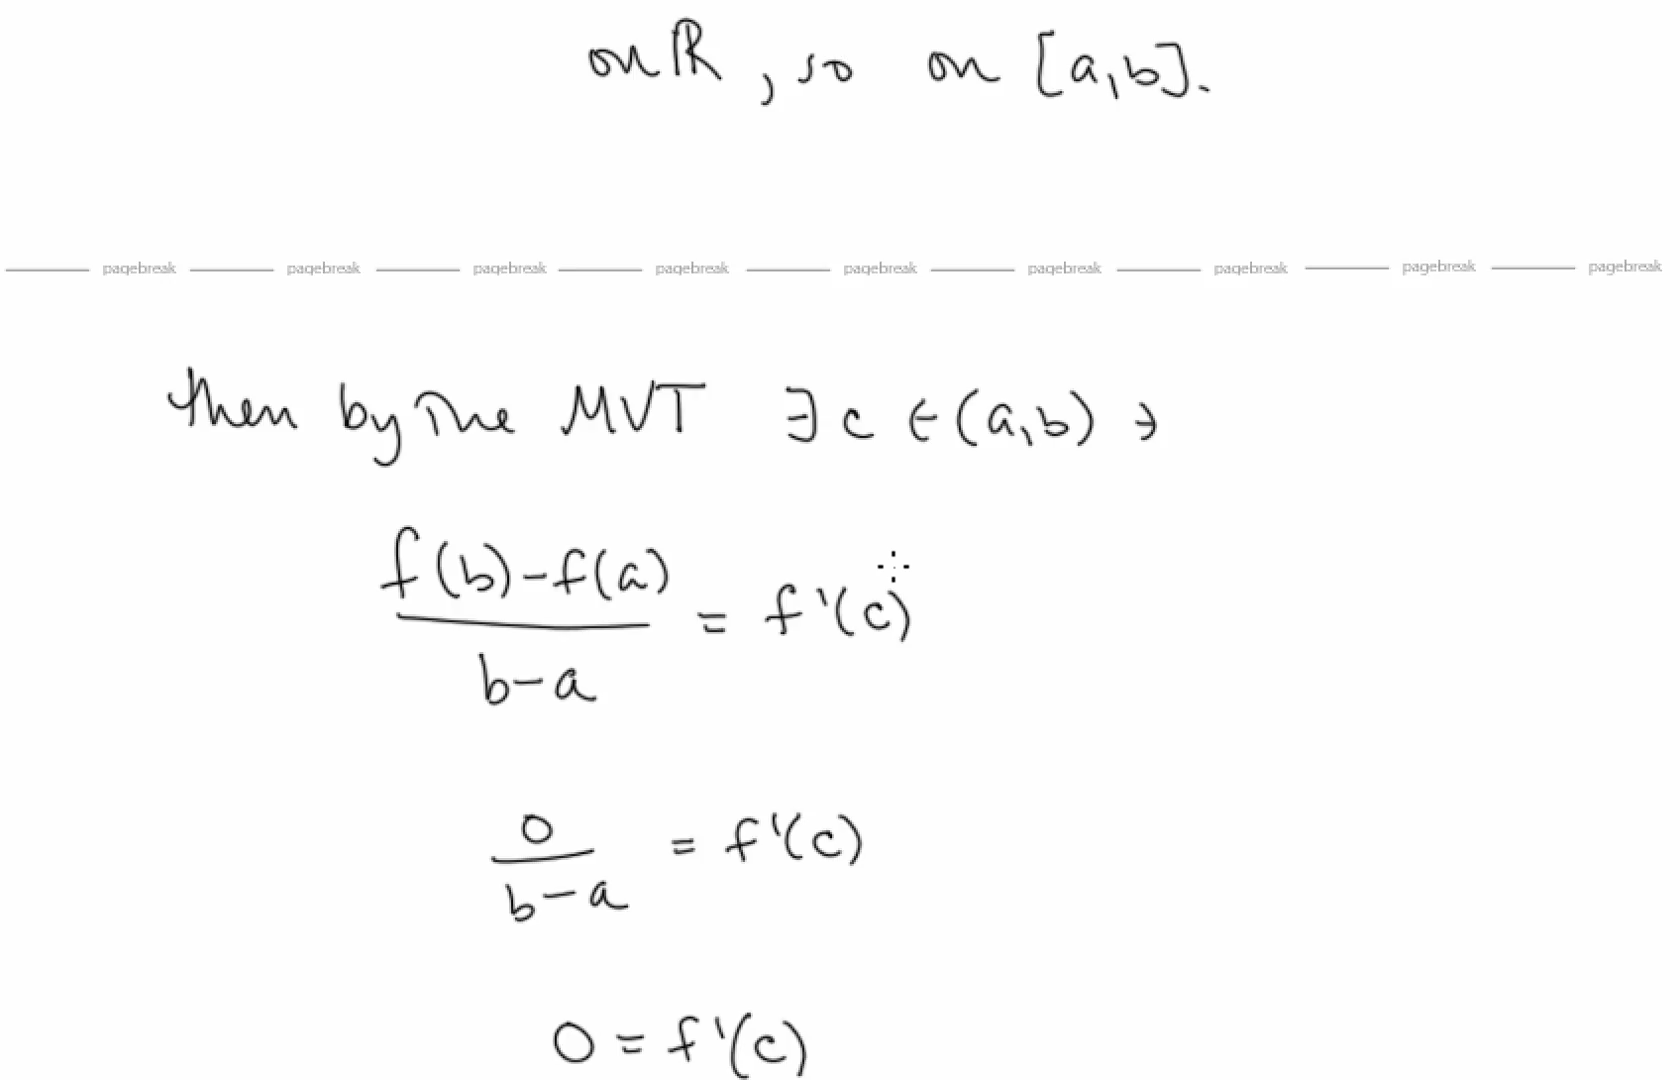 on ℝ, so on [a,b].
pagebreak pagebreak pagebreak pagebreak pagebreak pagebreak pagebreak pagebreak pagebreak
then by the MVT ∃ c ∈ (a,b) ∋
f(b)-f(a)
= f'(c)
b-a
0
= f'(c)
b-a
0 = f'(c)